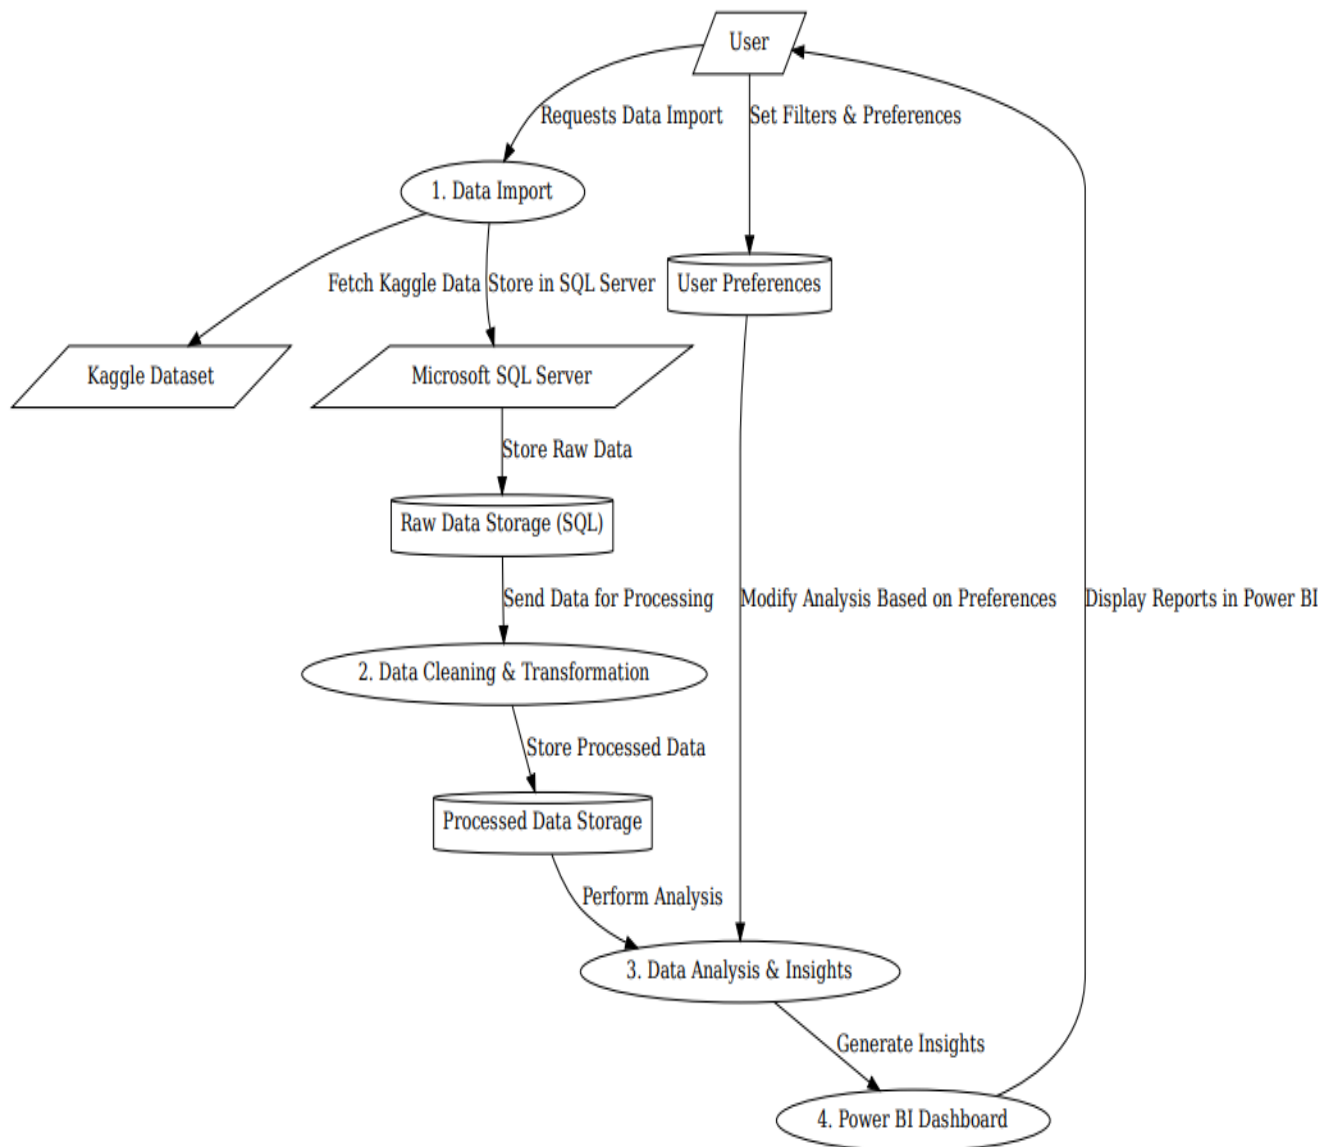 User
Requests Data Import
Set Filters & Preferences
1. Data Import
Fetch Kaggle Data
Store in SQL Server
User Preferences
Kaggle Dataset
Microsoft SQL Server
Store Raw Data
Raw Data Storage (SQL)
Send Data for Processing
Modify Analysis Based on Preferences
Display Reports in Power BI
2. Data Cleaning & Transformation
Store Processed Data
Processed Data Storage
Perform Analysis
3. Data Analysis & Insights
Generate Insights
4. Power BI Dashboard